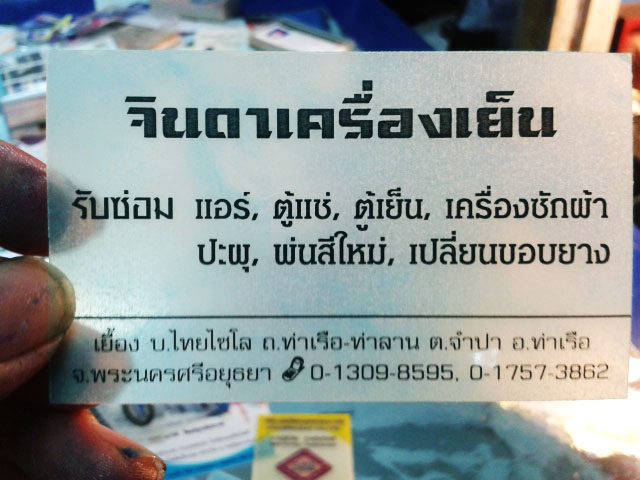 จินดาเครื่องเย็น
รับซ่อม แอร์, ตู้แช่, ตู้เย็น, เครื่องซักผ้า
ปะผุ, พ่นสีใหม่, เปลี่ยนขอบยาง
เยื้อง บ.ไทยไซโล ถ.ท่าเรือ-ท่าลาน ต.จำปา อ.ท่าเรือ
จ.พระนครศรีอยุธยา 0-1309-8595, 0-1757-3862